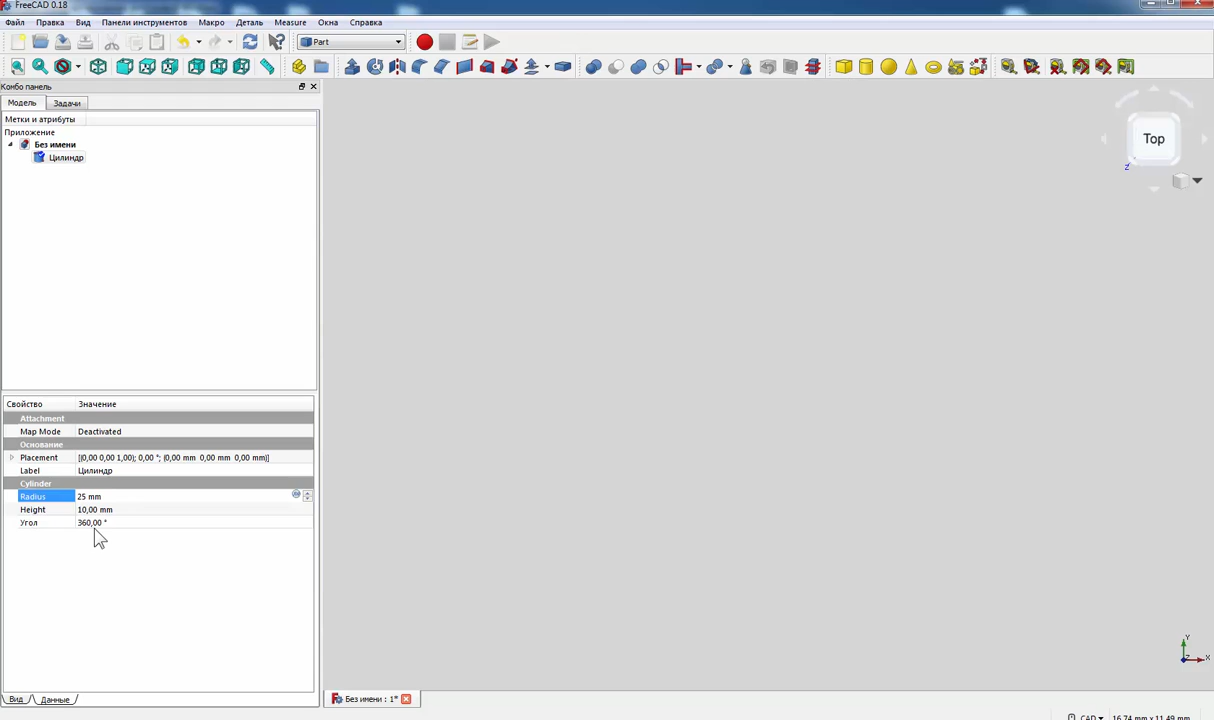 FreeCAD 0.18
Файл Правка Вид Панели инструментов Макро Деталь Measure Окна Справка
Part
Комбо панель
Модель Задачи
Метки и атрибуты
Приложение
Без имени
Цилиндр
Top
Z
Свойство Значение
Attachment
Map Mode Deactivated
Основание
Placement [(0,00 0,00 1,00); 0,00 °; (0,00 mm 0,00 mm 0,00 mm)]
Label Цилиндр
Cylinder
Radius 25 mm
Height 10,00 mm
Угол 360,00 °
Y
Z X
Вид Данные
Без имени : 1*
CAD 16.74 mm x 11.49 mm